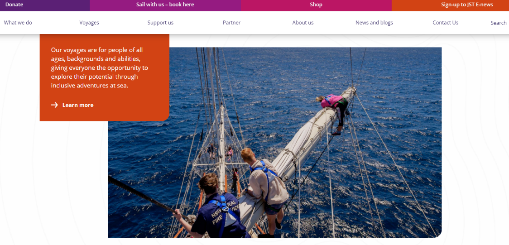 Donate
Sail with us – book here
Shop
Sign-up to JST E-news
What we do
Voyages
Support us
Partner
About us
News and blogs
Contact Us
Search
Our voyages are for people of all
ages, backgrounds and abilities,
giving everyone the opportunity to
explore their potential through
inclusive adventures at sea.
Learn more